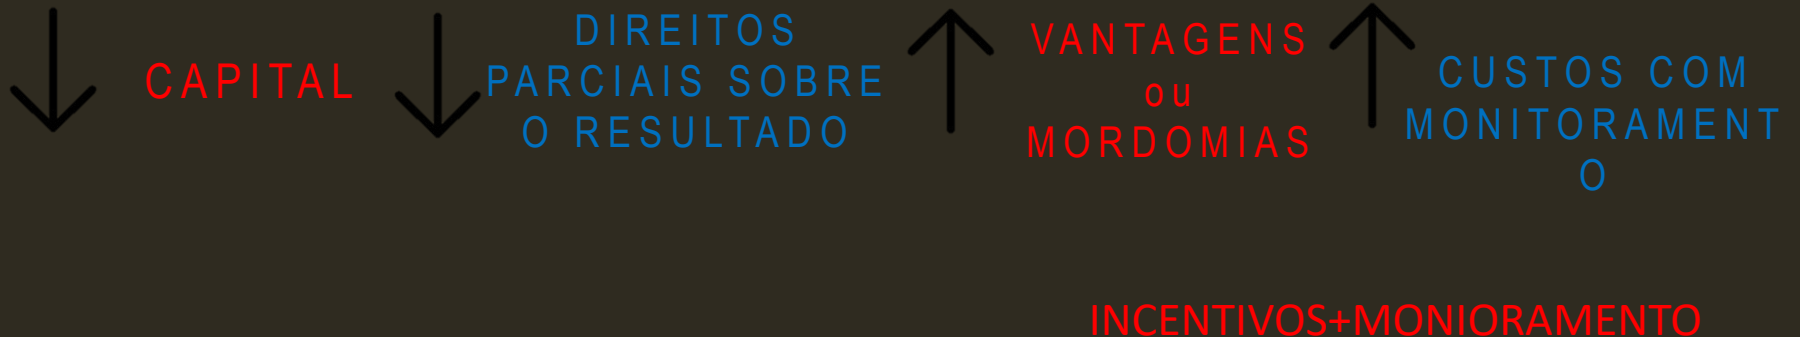 CAPITAL
DIREITOS
PARCIAIS SOBRE
O RESULTADO
VANTAGENS
ou
MORDOMIAS
CUSTOS COM
MONITORAMENT
O
INCENTIVOS+MONIORAMENTO